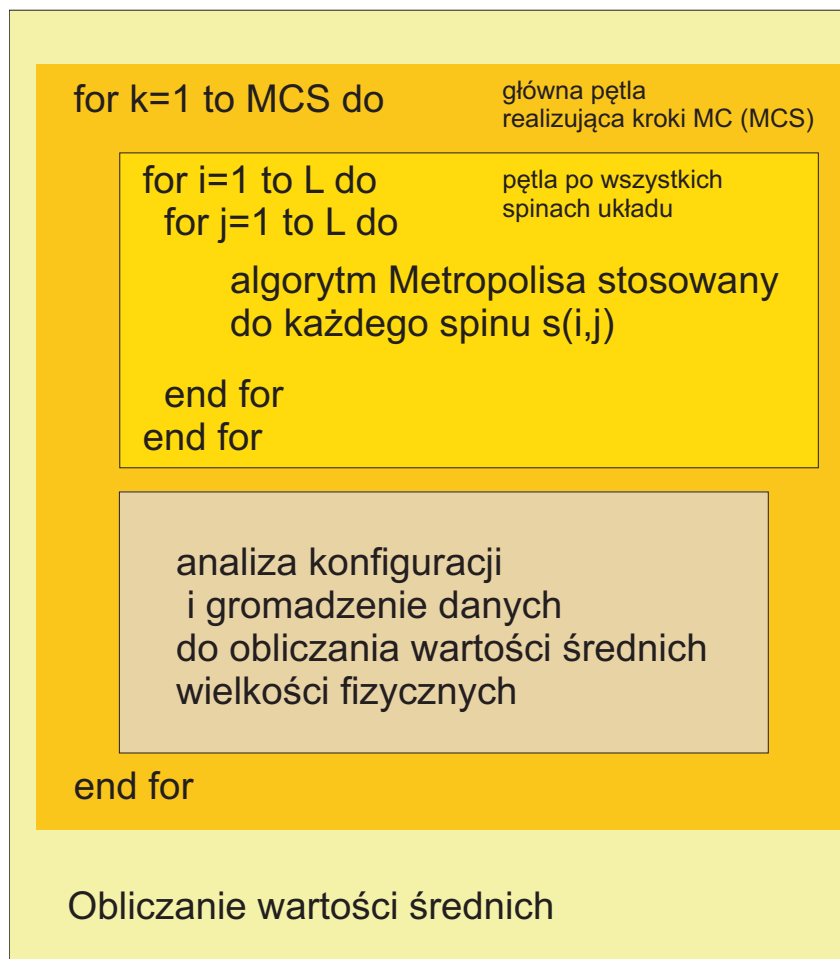 for k=1 to MCS do
główna pętla
realizująca kroki MC (MCS)
for i=1 to L do
for j=1 to L do
pętla po wszystkich
spinach układu
algorytm Metropolisa stosowany
do każdego spinu s(i,j)
end for
end for
analiza konfiguracji
i gromadzenie danych
do obliczania wartości średnich
wielkości fizycznych
end for
Obliczanie wartości średnich